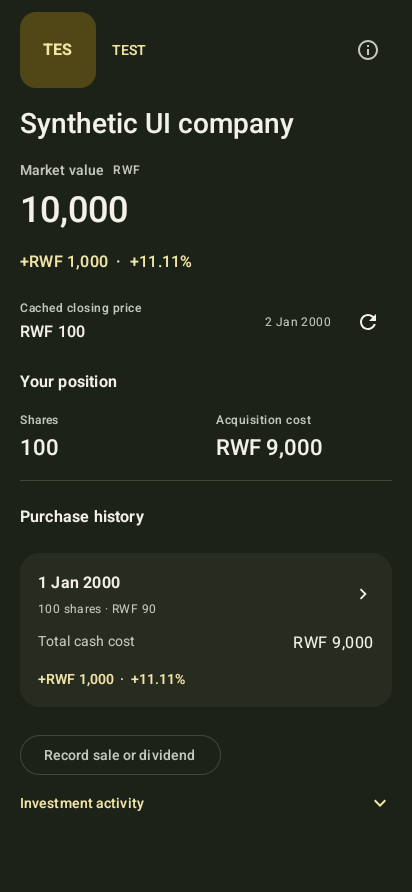 TES
TEST
Synthetic UI company
Market value RWF
10,000
+RWF 1,000 · +11.11%
Cached closing price
RWF 100
2 Jan 2000
Your position
Shares
100
Acquisition cost
RWF 9,000
Purchase history
1 Jan 2000
100 shares · RWF 90
Total cash cost
RWF 9,000
+RWF 1,000 · +11.11%
Record sale or dividend
Investment activity